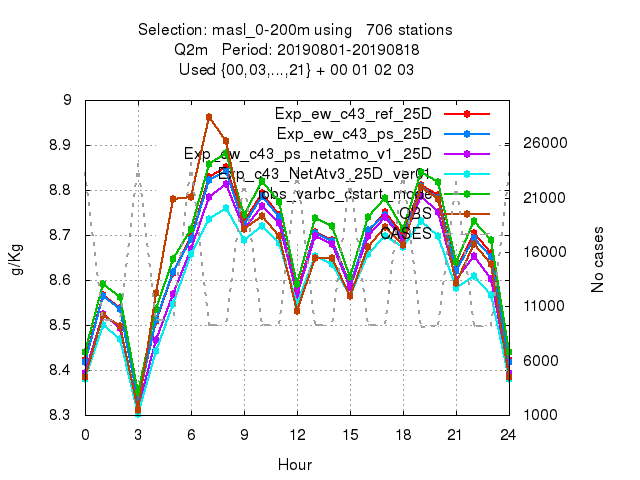 Selection: masl_0-200m using 706 stations
Q2m Period: 20190801-20190818
Used {00,03,...,21} + 00 01 02 03
g/Kg
9
8.9
8.8
8.7
8.6
8.5
8.4
8.3
Exp_ew_c43_ref_25D
Exp_ew_c43_ps_25D
Exp_ew_c43_ps_netatmo_v1_25D
Exp_c43_NetAtv3_25D_ver01
obs_varbc_cstart_mode
OBS
CASES
26000
21000
16000
11000
6000
1000
No cases
0 3 6 9 12 15 18 21 24
Hour